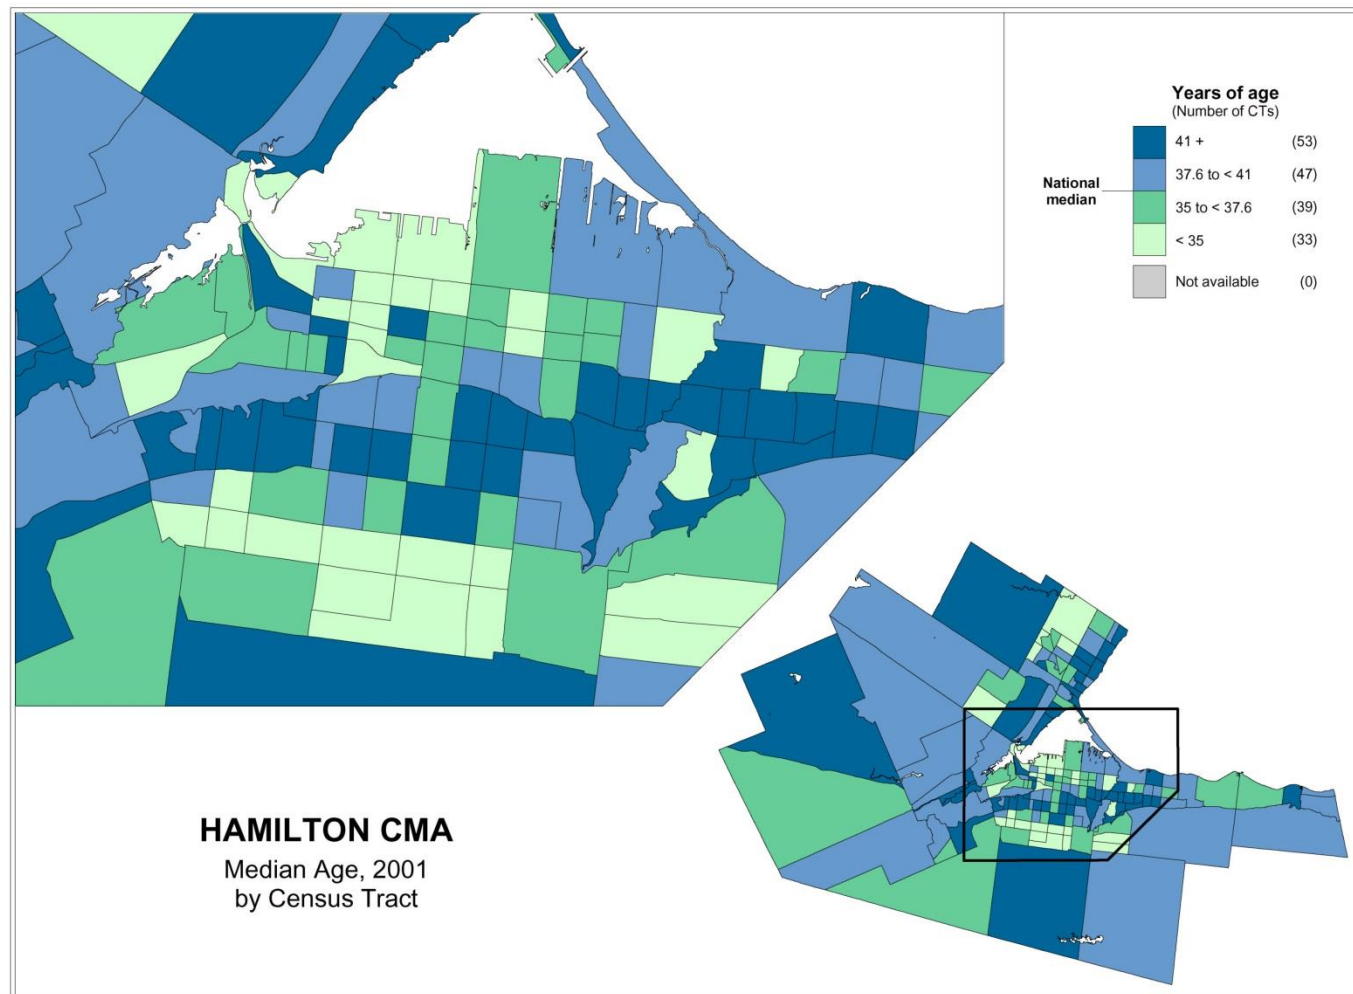 Years of age
(Number of CTs)
41 + (53)
37.6 to < 41 (47)
National
median
35 to < 37.6 (39)
< 35 (33)
Not available (0)
HAMILTON CMA
Median Age, 2001
by Census Tract